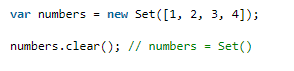 var numbers = new Set([1, 2, 3, 4]);
numbers.clear(); // numbers = Set()